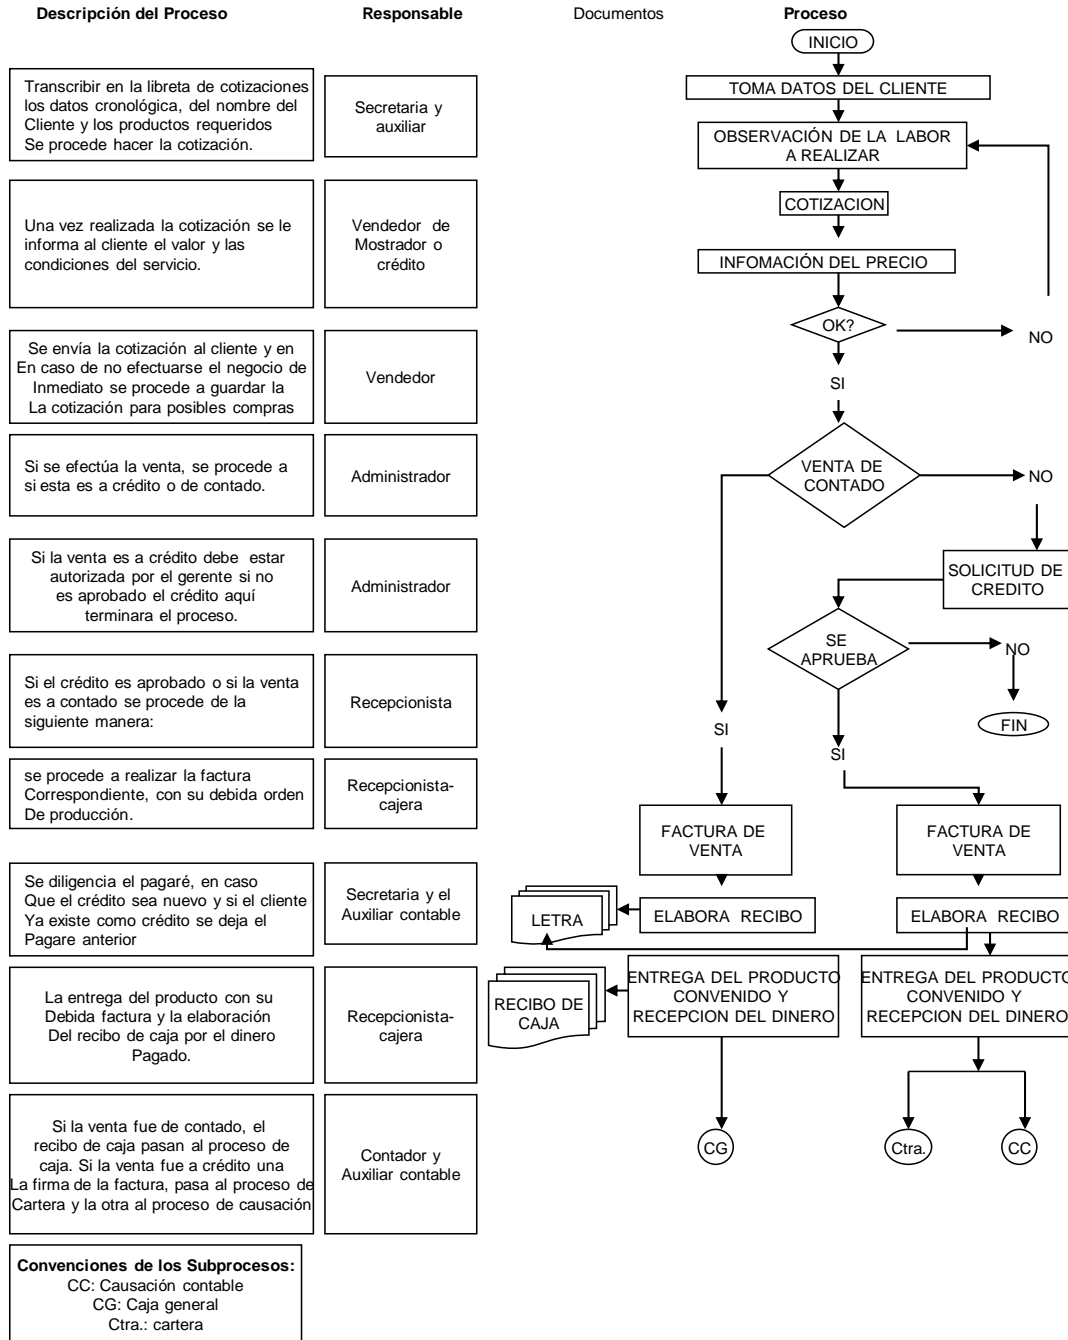 Descripción del Proceso
Responsable
Documentos
Proceso
INICIO
Transcribir en la libreta de cotizaciones
los datos cronológica, del nombre del
Cliente y los productos requeridos
Se procede hacer la cotización.
Secretaria y
auxiliar
TOMA DATOS DEL CLIENTE
OBSERVACIÓN DE LA LABOR
A REALIZAR
COTIZACION
Una vez realizada la cotización se le
informa al cliente el valor y las
condiciones del servicio.
Vendedor de
Mostrador o
crédito
INFOMACIÓN DEL PRECIO
OK?
NO
SI
Se envía la cotización al cliente y en
En caso de no efectuarse el negocio de
Inmediato se procede a guardar la
La cotización para posibles compras
Vendedor
Si se efectúa la venta, se procede a
si esta es a crédito o de contado.
Administrador
VENTA DE
CONTADO
NO
Si la venta es a crédito debe estar
autorizada por el gerente si no
es aprobado el crédito aquí
terminara el proceso.
Administrador
SOLICITUD DE
CREDITO
SE
APRUEBA
NO
FIN
Si el crédito es aprobado o si la venta
es a contado se procede de la
siguiente manera:
Recepcionista
SI
SI
se procede a realizar la factura
Correspondiente, con su debida orden
De producción.
Recepcionista-
cajera
FACTURA DE
VENTA
FACTURA DE
VENTA
Se diligencia el pagaré, en caso
Que el crédito sea nuevo y si el cliente
Ya existe como crédito se deja el
Pagare anterior
Secretaria y el
Auxiliar contable
LETRA
ELABORA RECIBO
ELABORA RECIBO
La entrega del producto con su
Debida factura y la elaboración
Del recibo de caja por el dinero
Pagado.
Recepcionista-
cajera
RECIBO DE
CAJA
ENTREGA DEL PRODUCTO
CONVENIDO Y
RECEPCION DEL DINERO
ENTREGA DEL PRODUCTO
CONVENIDO Y
RECEPCION DEL DINERO
Si la venta fue de contado, el
recibo de caja pasan al proceso de
caja. Si la venta fue a crédito una
La firma de la factura, pasa al proceso de
Cartera y la otra al proceso de causación
Contador y
Auxiliar contable
CG
Ctra.
CC
Convenciones de los Subprocesos:
CC: Causación contable
CG: Caja general
Ctra.: cartera